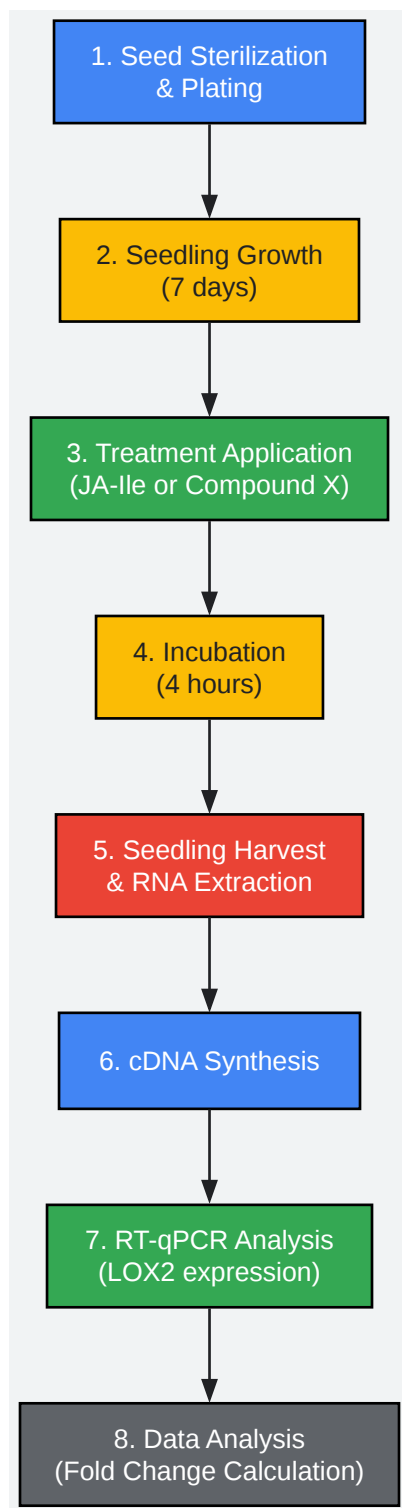 1. Seed Sterilization
& Plating
2. Seedling Growth
(7 days)
3. Treatment Application
(JA-Ile or Compound X)
4. Incubation
(4 hours)
5. Seedling Harvest
& RNA Extraction
6. cDNA Synthesis
7. RT-qPCR Analysis
(LOX2 expression)
8. Data Analysis
(Fold Change Calculation)